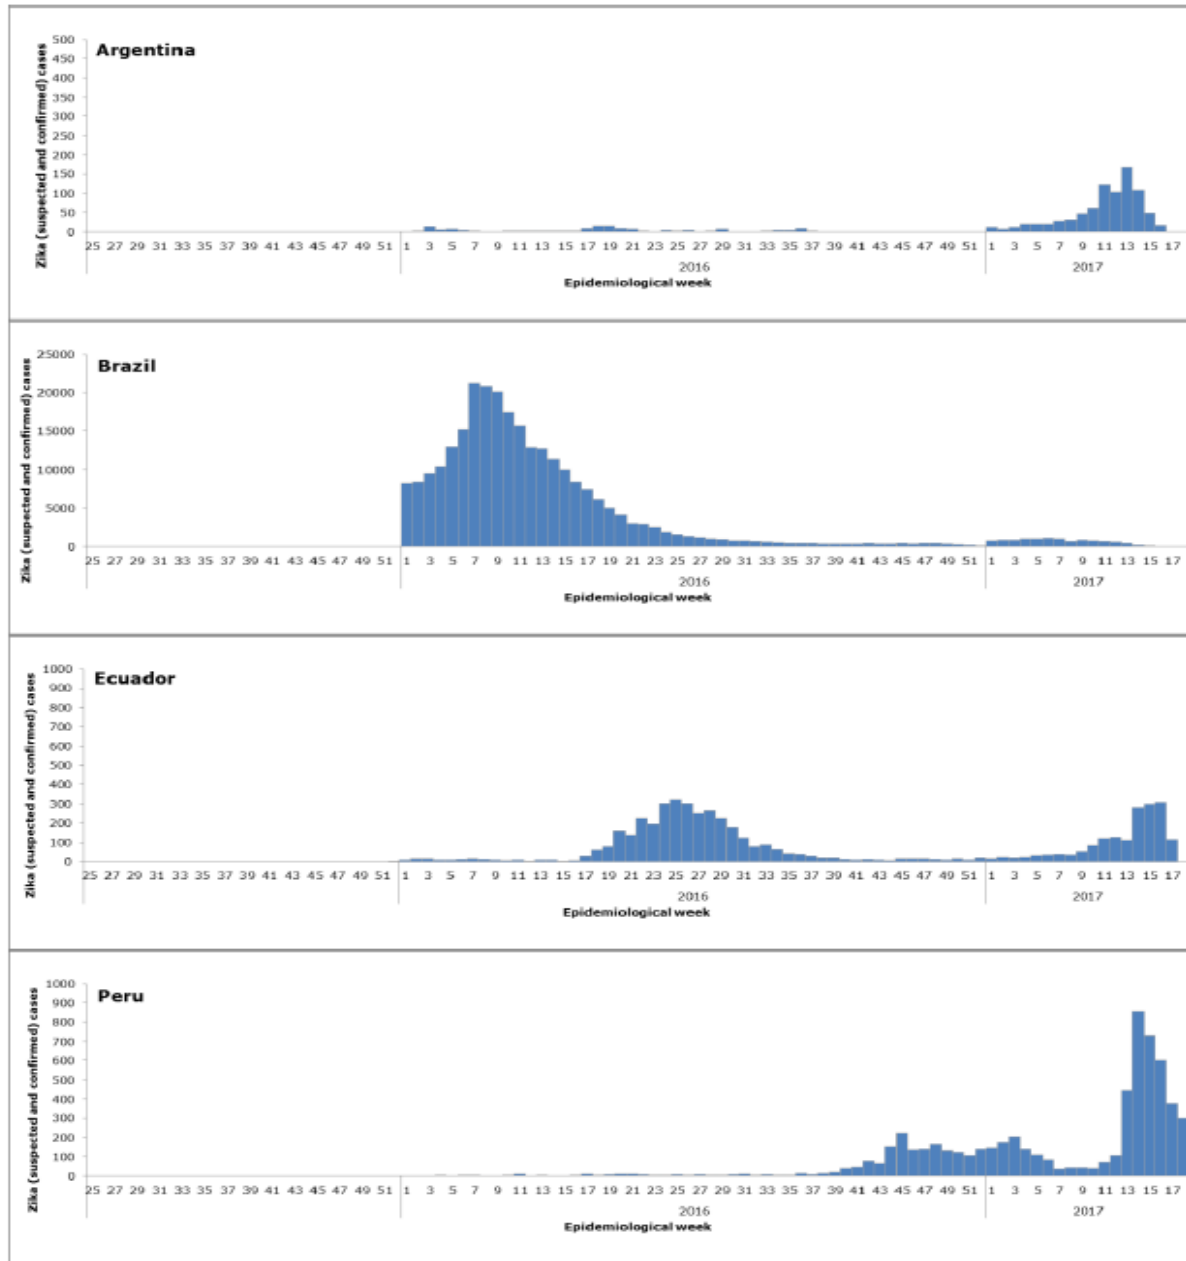 Argentina
Zika (suspected and confirmed) cases
500
450
400
350
300
250
200
150
100
50
0
25 27 29 31 33 35 37 39 41 43 45 47 49 51 1 3 5 7 9 11 13 15 17 19 21 23 25 27 29 31 33 35 37 39 41 43 45 47 49 51 1 3 5 7 9 11 13 15 17
2016 2017
Epidemiological week
Brazil
Zika (suspected and confirmed) cases
25000
20000
15000
10000
5000
0
25 27 29 31 33 35 37 39 41 43 45 47 49 51 1 3 5 7 9 11 13 15 17 19 21 23 25 27 29 31 33 35 37 39 41 43 45 47 49 51 1 3 5 7 9 11 13 15 17
2016 2017
Epidemiological week
Ecuador
Zika (suspected and confirmed) cases
1000
900
800
700
600
500
400
300
200
100
0
25 27 29 31 33 35 37 39 41 43 45 47 49 51 1 3 5 7 9 11 13 15 17 19 21 23 25 27 29 31 33 35 37 39 41 43 45 47 49 51 1 3 5 7 9 11 13 15 17
2016 2017
Epidemiological week
Peru
Zika (suspected and confirmed) cases
1000
900
800
700
600
500
400
300
200
100
0
25 27 29 31 33 35 37 39 41 43 45 47 49 51 1 3 5 7 9 11 13 15 17 19 21 23 25 27 29 31 33 35 37 39 41 43 45 47 49 51 1 3 5 7 9 11 13 15 17
2016 2017
Epidemiological week